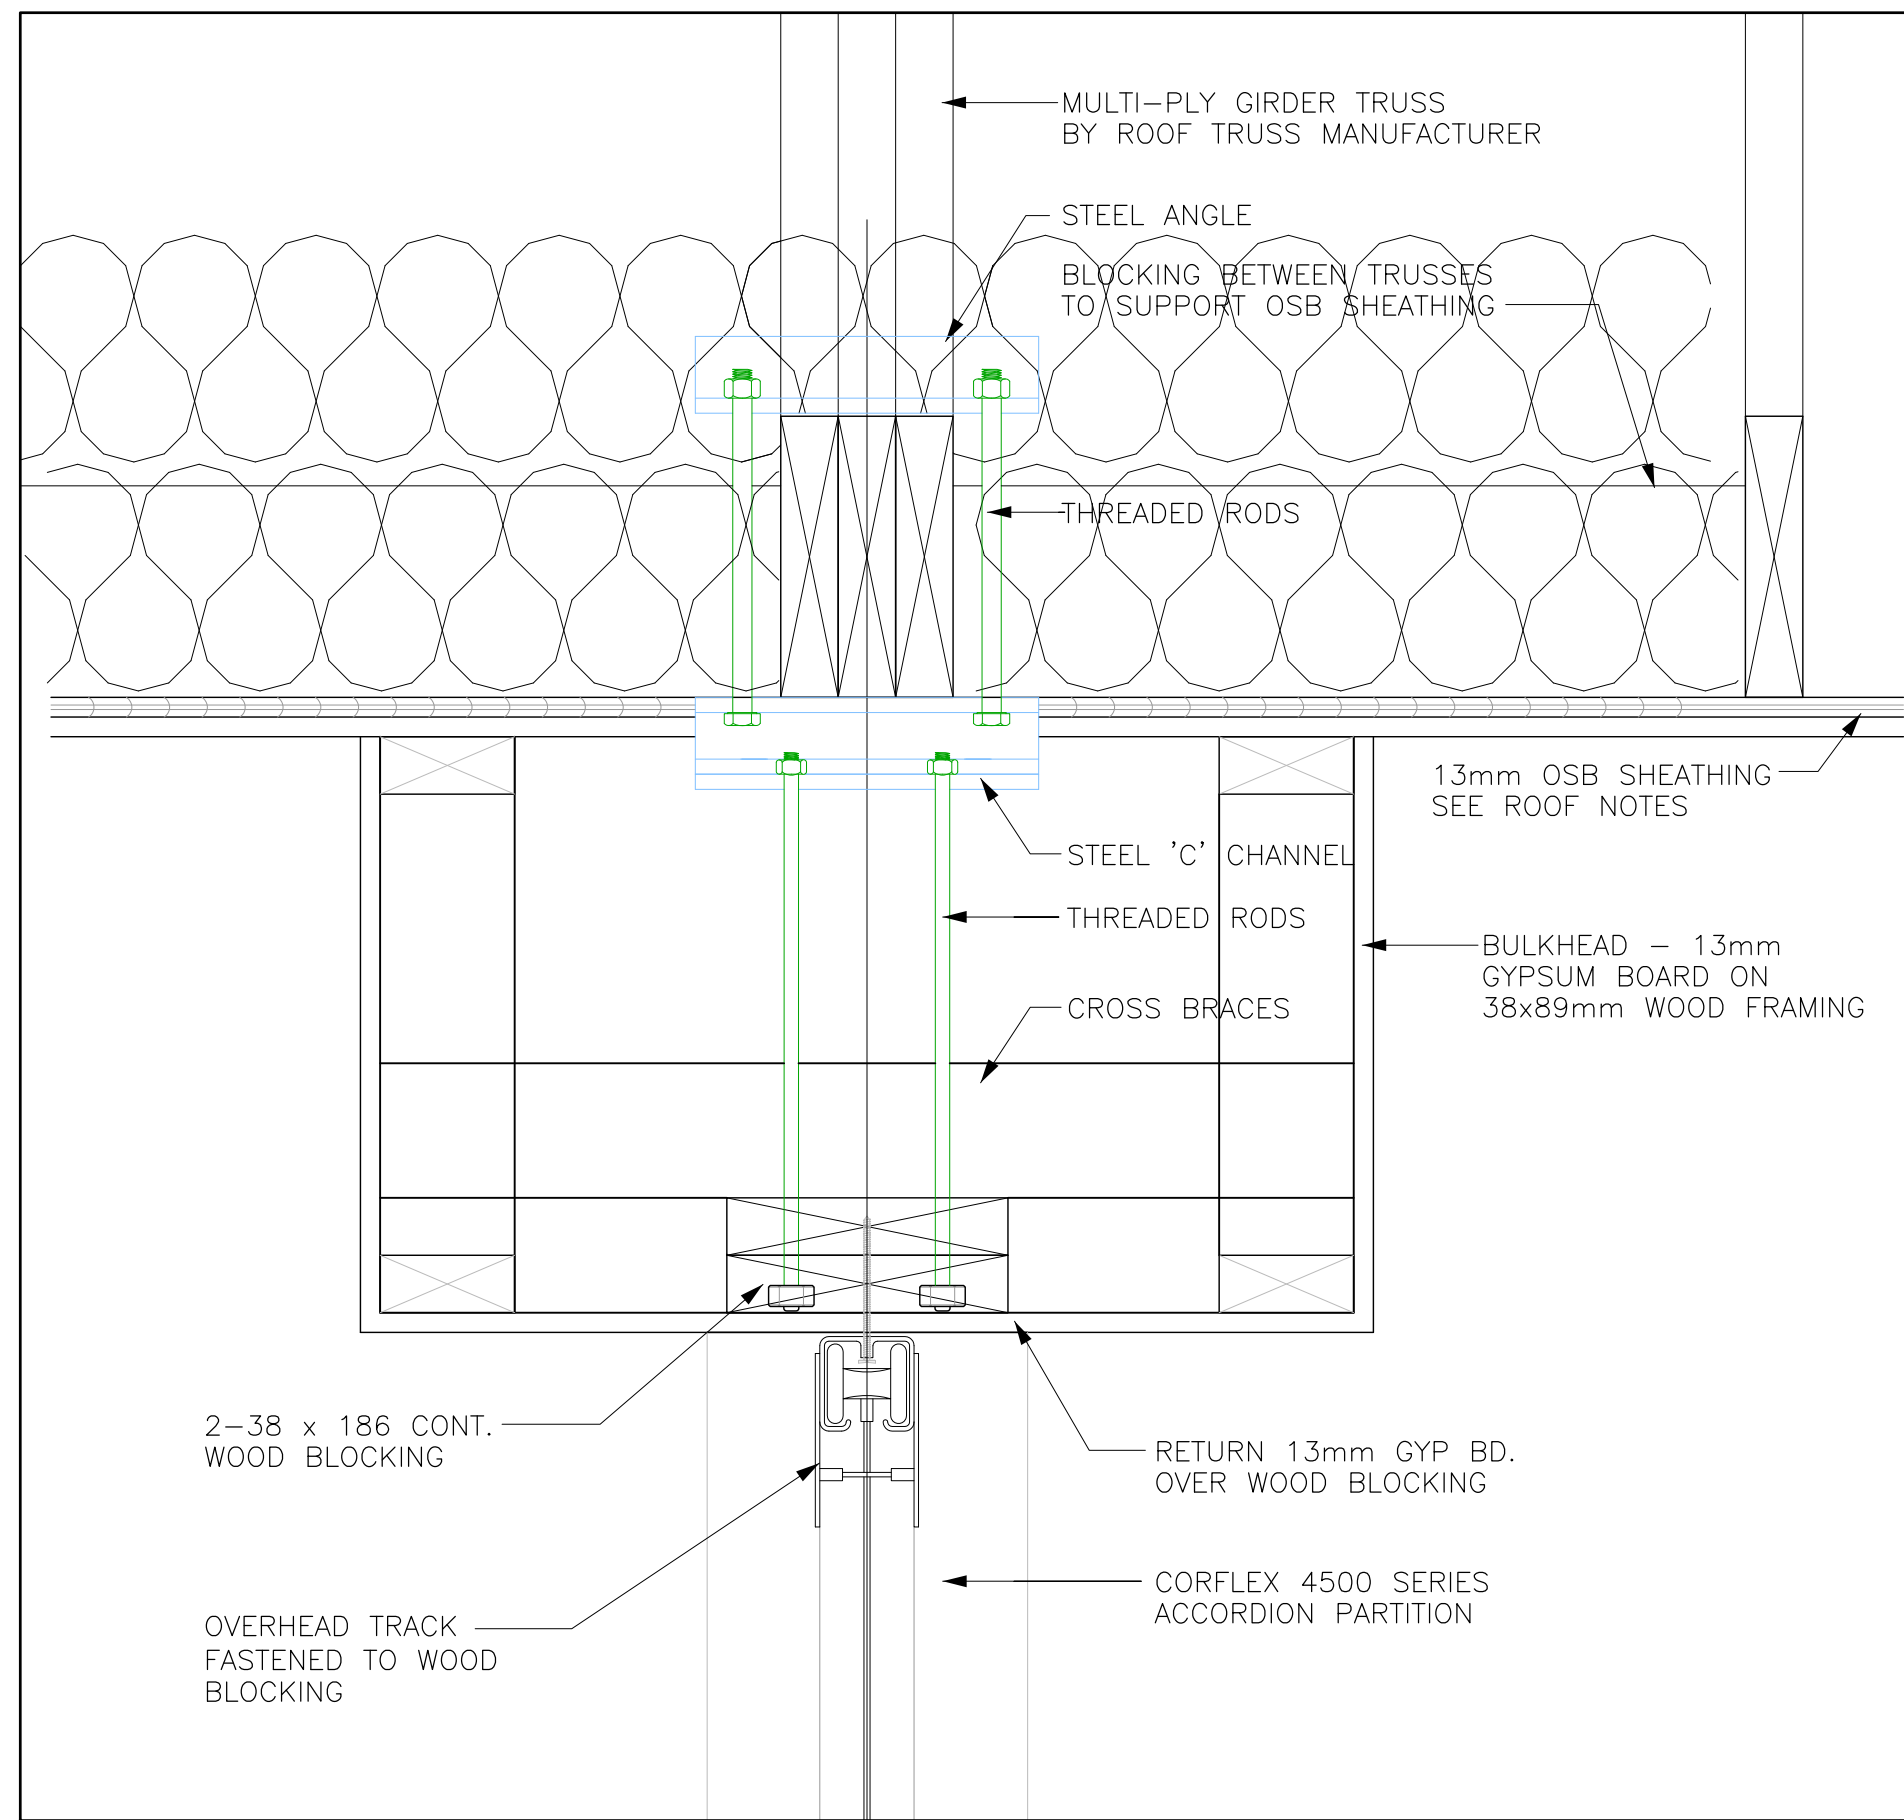 MULTI-PLY GIRDER TRUSS
BY ROOF TRUSS MANUFACTURER
STEEL ANGLE
BLOCKING BETWEEN TRUSSES
TO SUPPORT OSB SHEATHING
THREADED RODS
13mm OSB SHEATHING
SEE ROOF NOTES
STEEL 'C' CHANNEL
THREADED RODS
BULKHEAD - 13mm
GYPSUM BOARD ON
38x89mm WOOD FRAMING
CROSS BRACES
2-38 x 186 CONT.
WOOD BLOCKING
RETURN 13mm GYP BD.
OVER WOOD BLOCKING
CORFLEX 4500 SERIES
ACCORDION PARTITION
OVERHEAD TRACK
FASTENED TO WOOD
BLOCKING